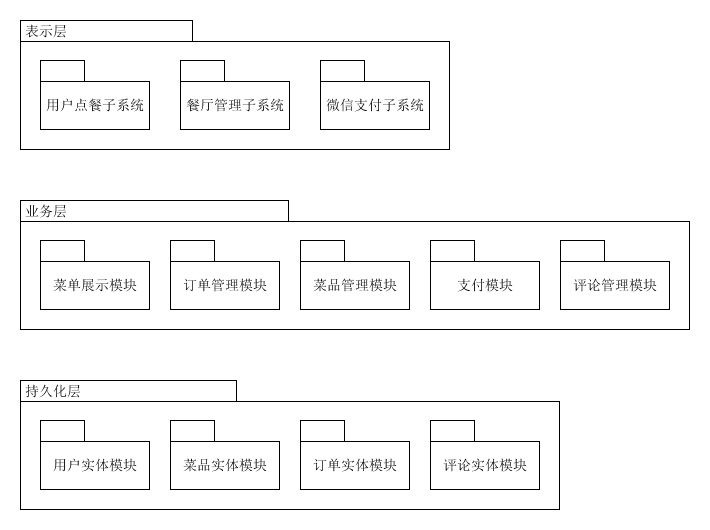 表示层
用户点餐子系统
餐厅管理子系统
微信支付子系统
业务层
菜单展示模块
订单管理模块
菜品管理模块
支付模块
评论管理模块
持久化层
用户实体模块
菜品实体模块
订单实体模块
评论实体模块